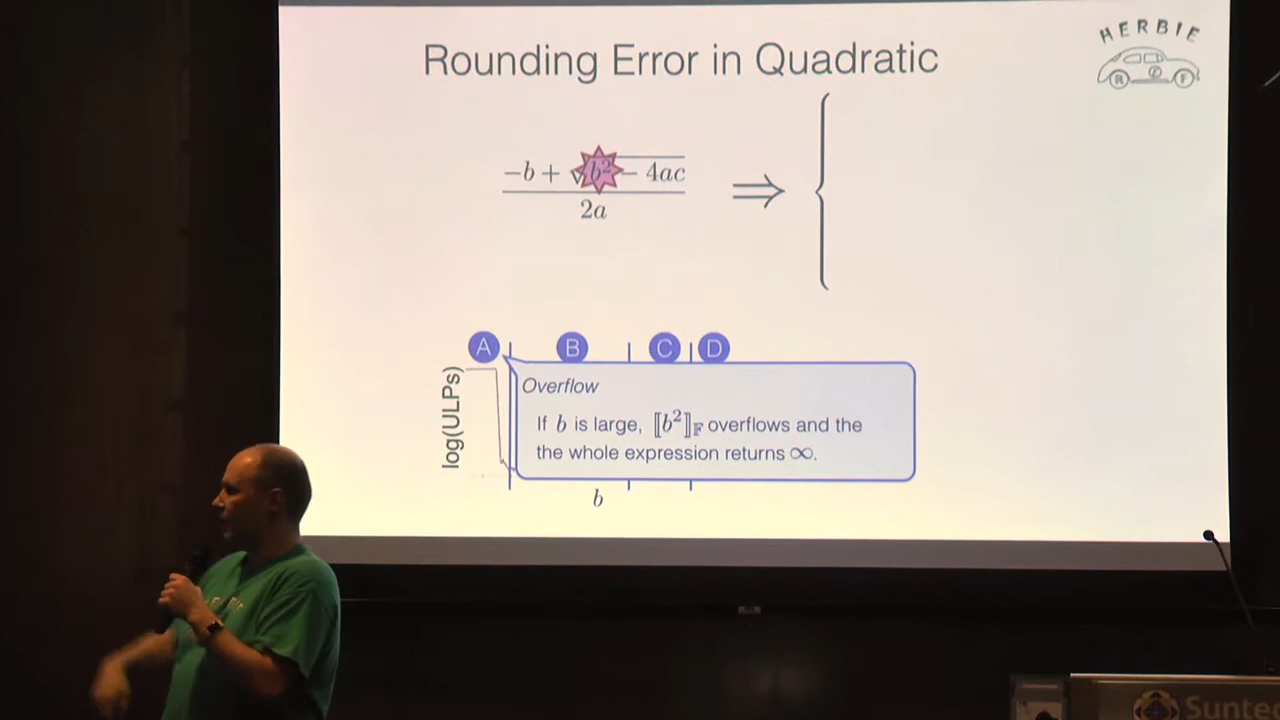 Rounding Error in Quadratic
HERBIE
R F
−b + √b² − 4ac
2a
⇒ {
A B C D
log(ULPs)
Overflow
If b is large, ⟦b²⟧𝔽 overflows and the
the whole expression returns ∞.
b
Suntec